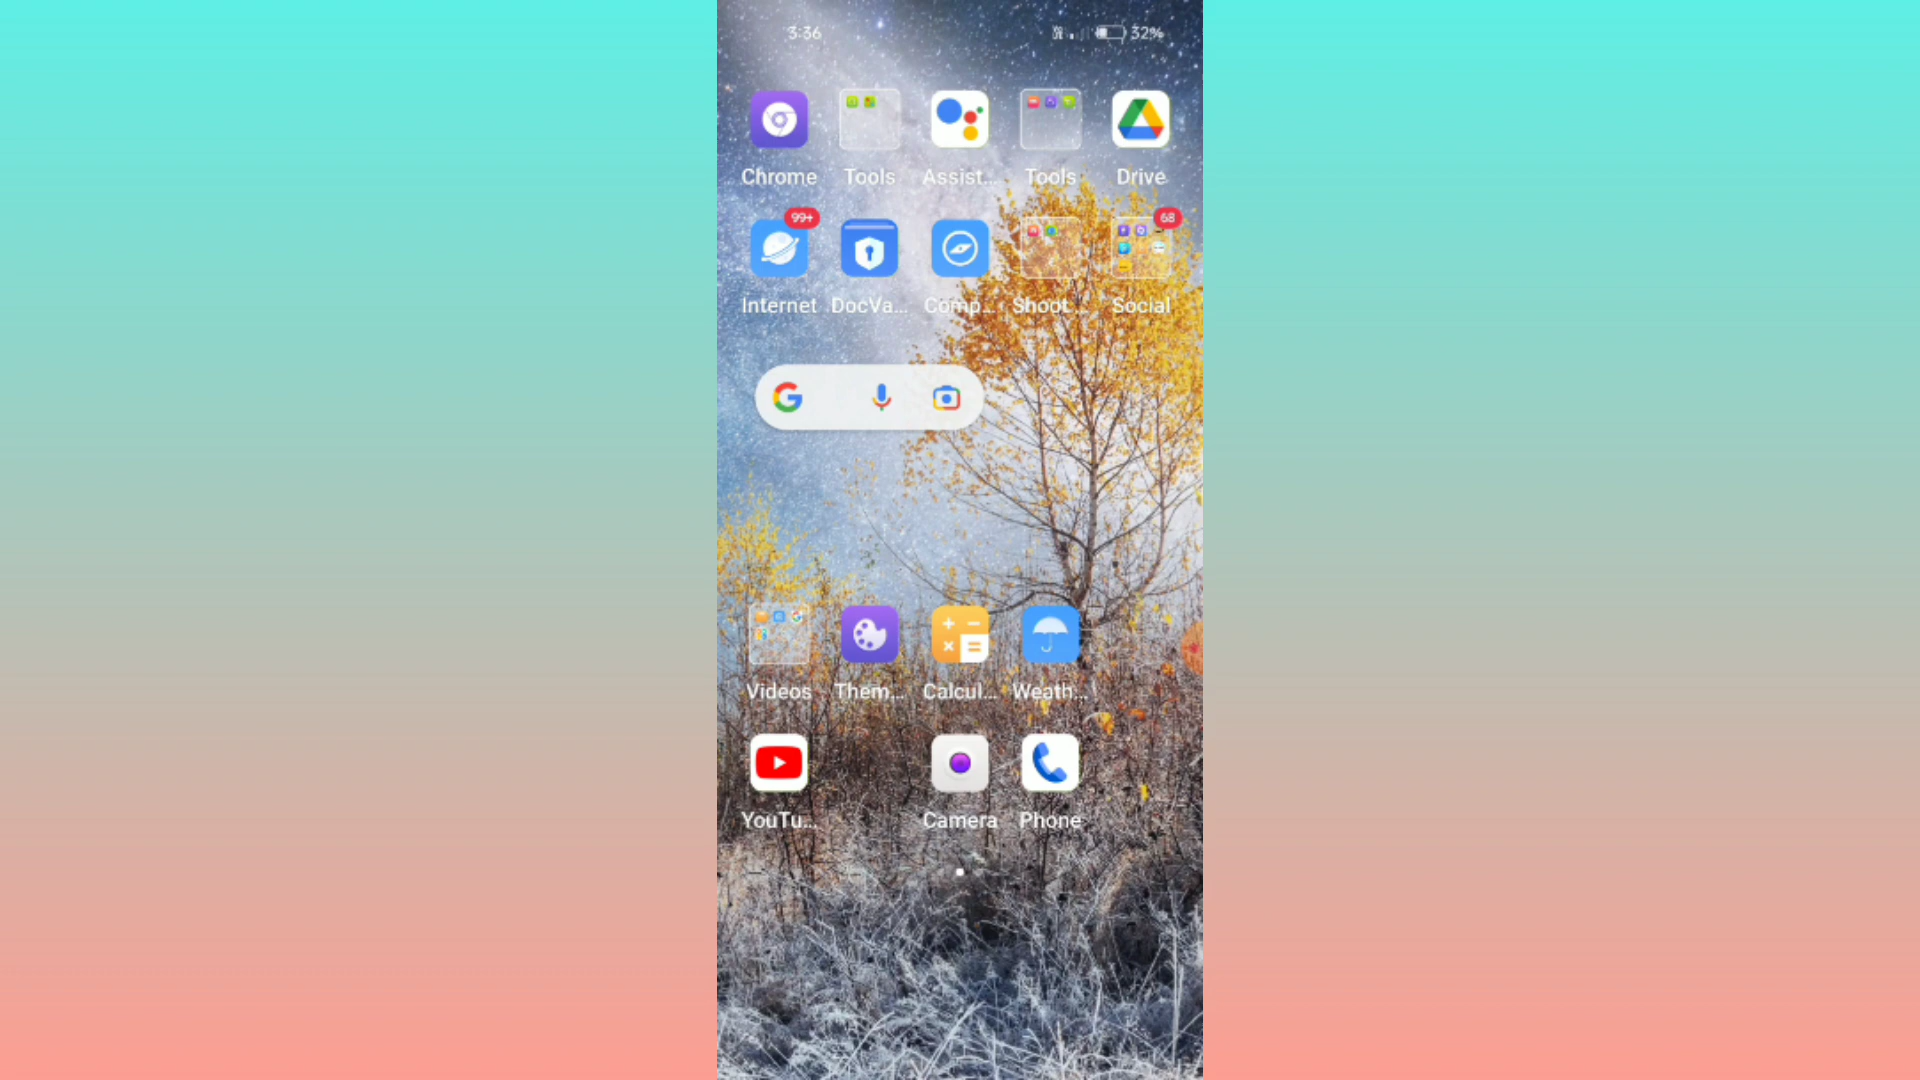 3:36 32%
Chrome Tools Assist... Tools Drive
99+ 68
Internet DocVa... Comp... Shoot ... Social
Videos Them... Calcul... Weath...
YouTu... Camera Phone